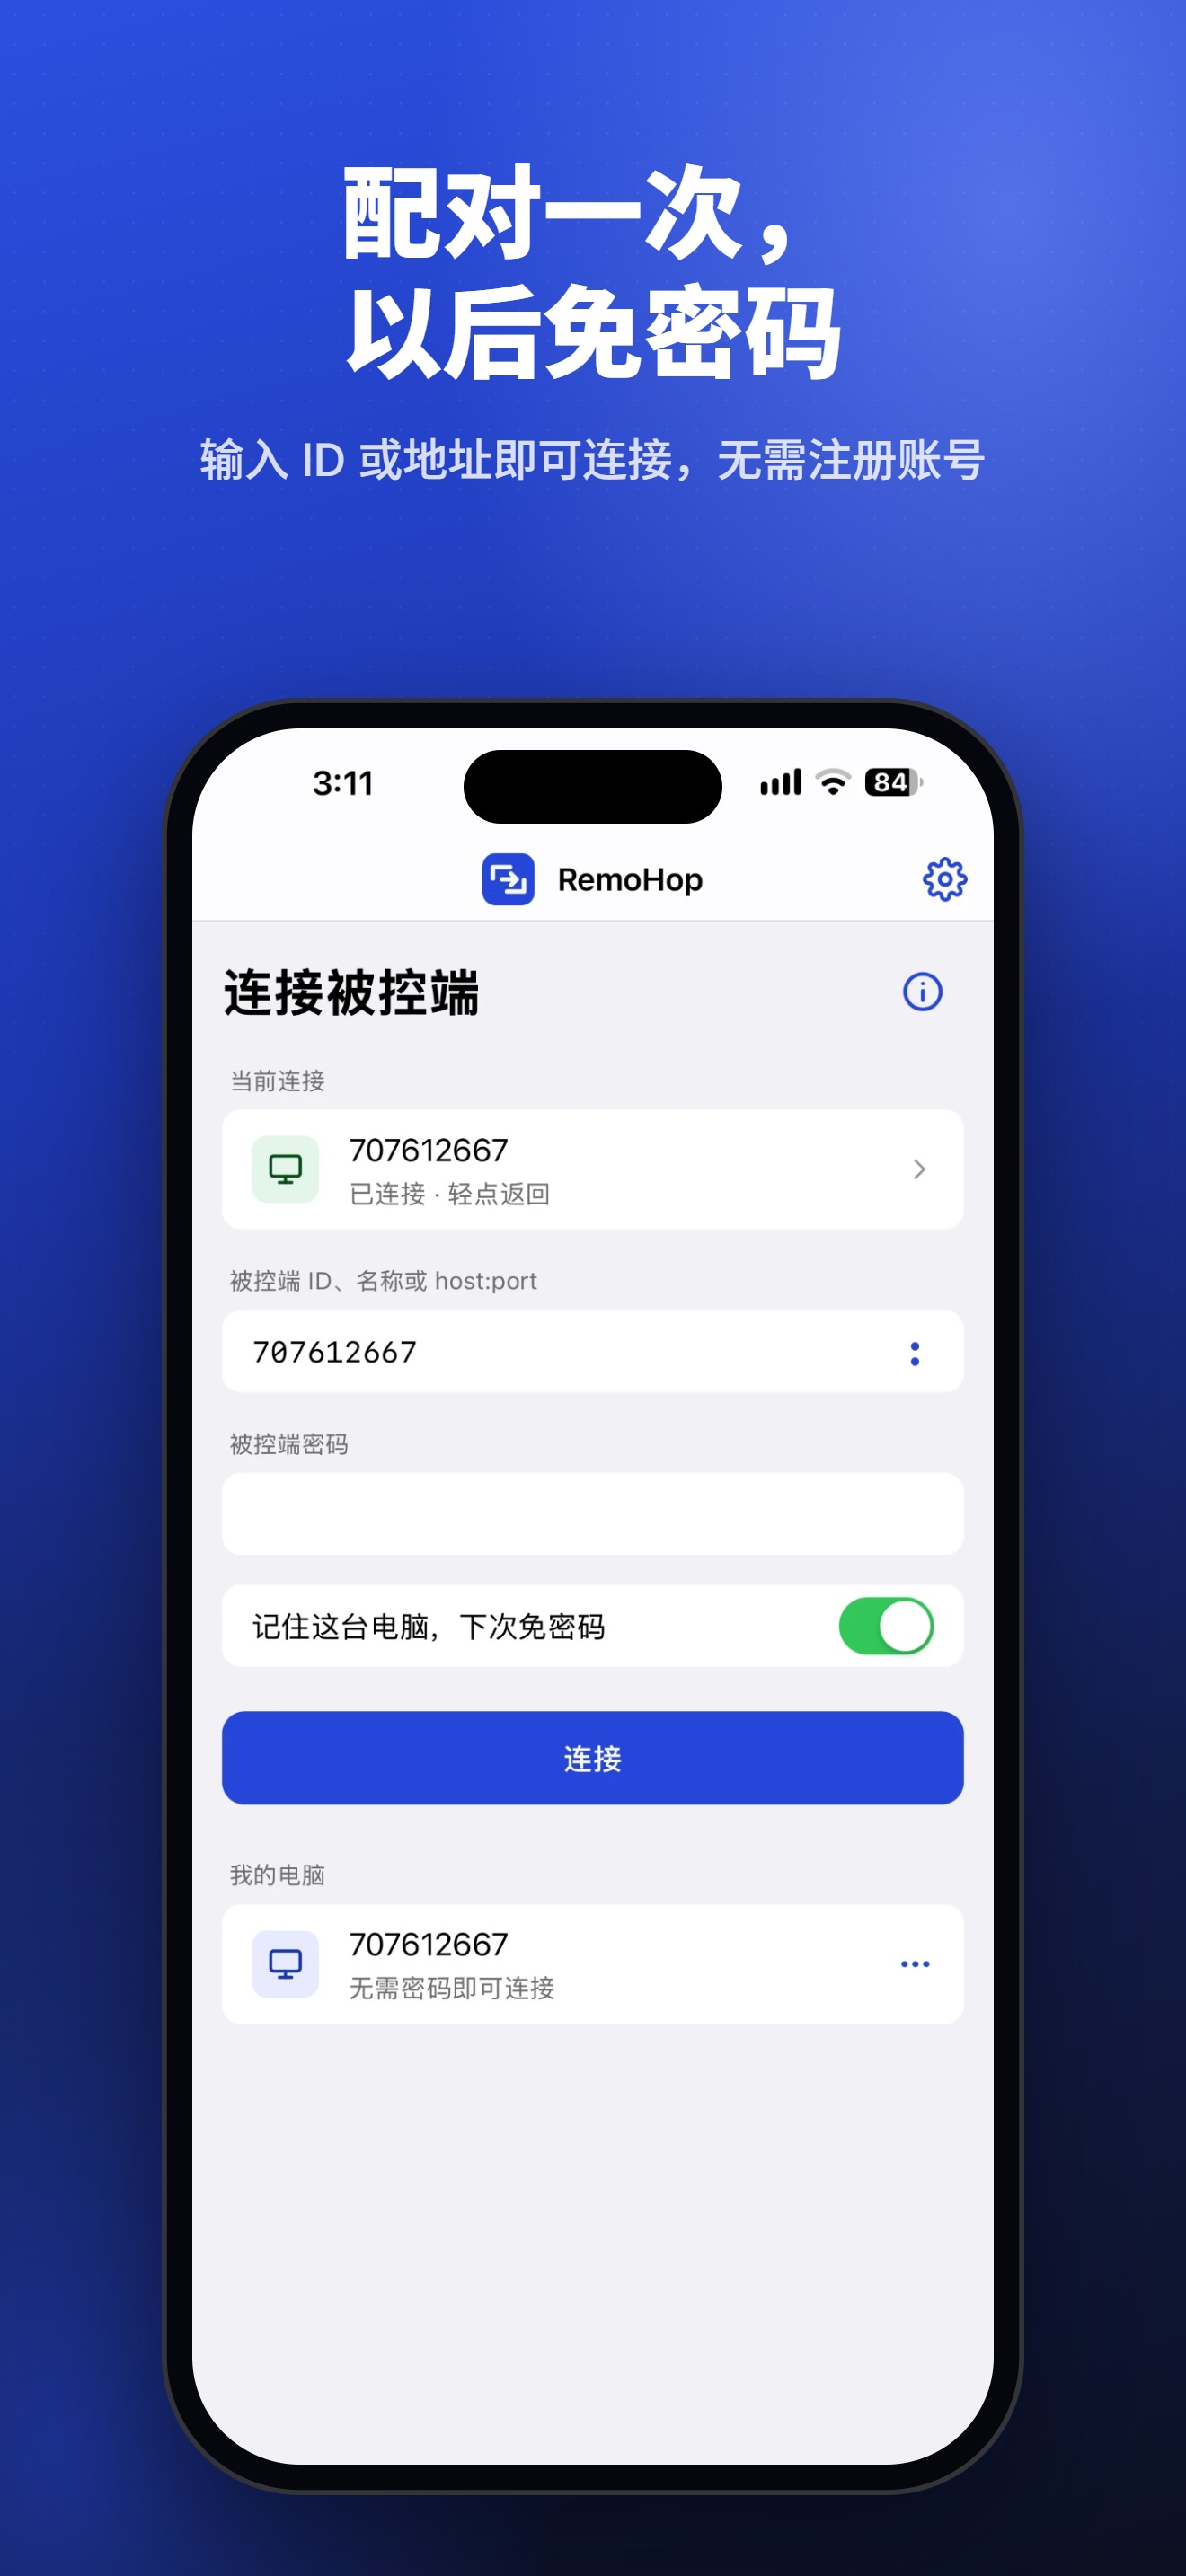 配对一次，
以后免密码
输入 ID 或地址即可连接，无需注册账号
3:11
84
RemoHop
连接被控端
当前连接
707612667
已连接 · 轻点返回
被控端 ID、名称或 host:port
707612667
被控端密码
记住这台电脑，下次免密码
连接
我的电脑
707612667
无需密码即可连接